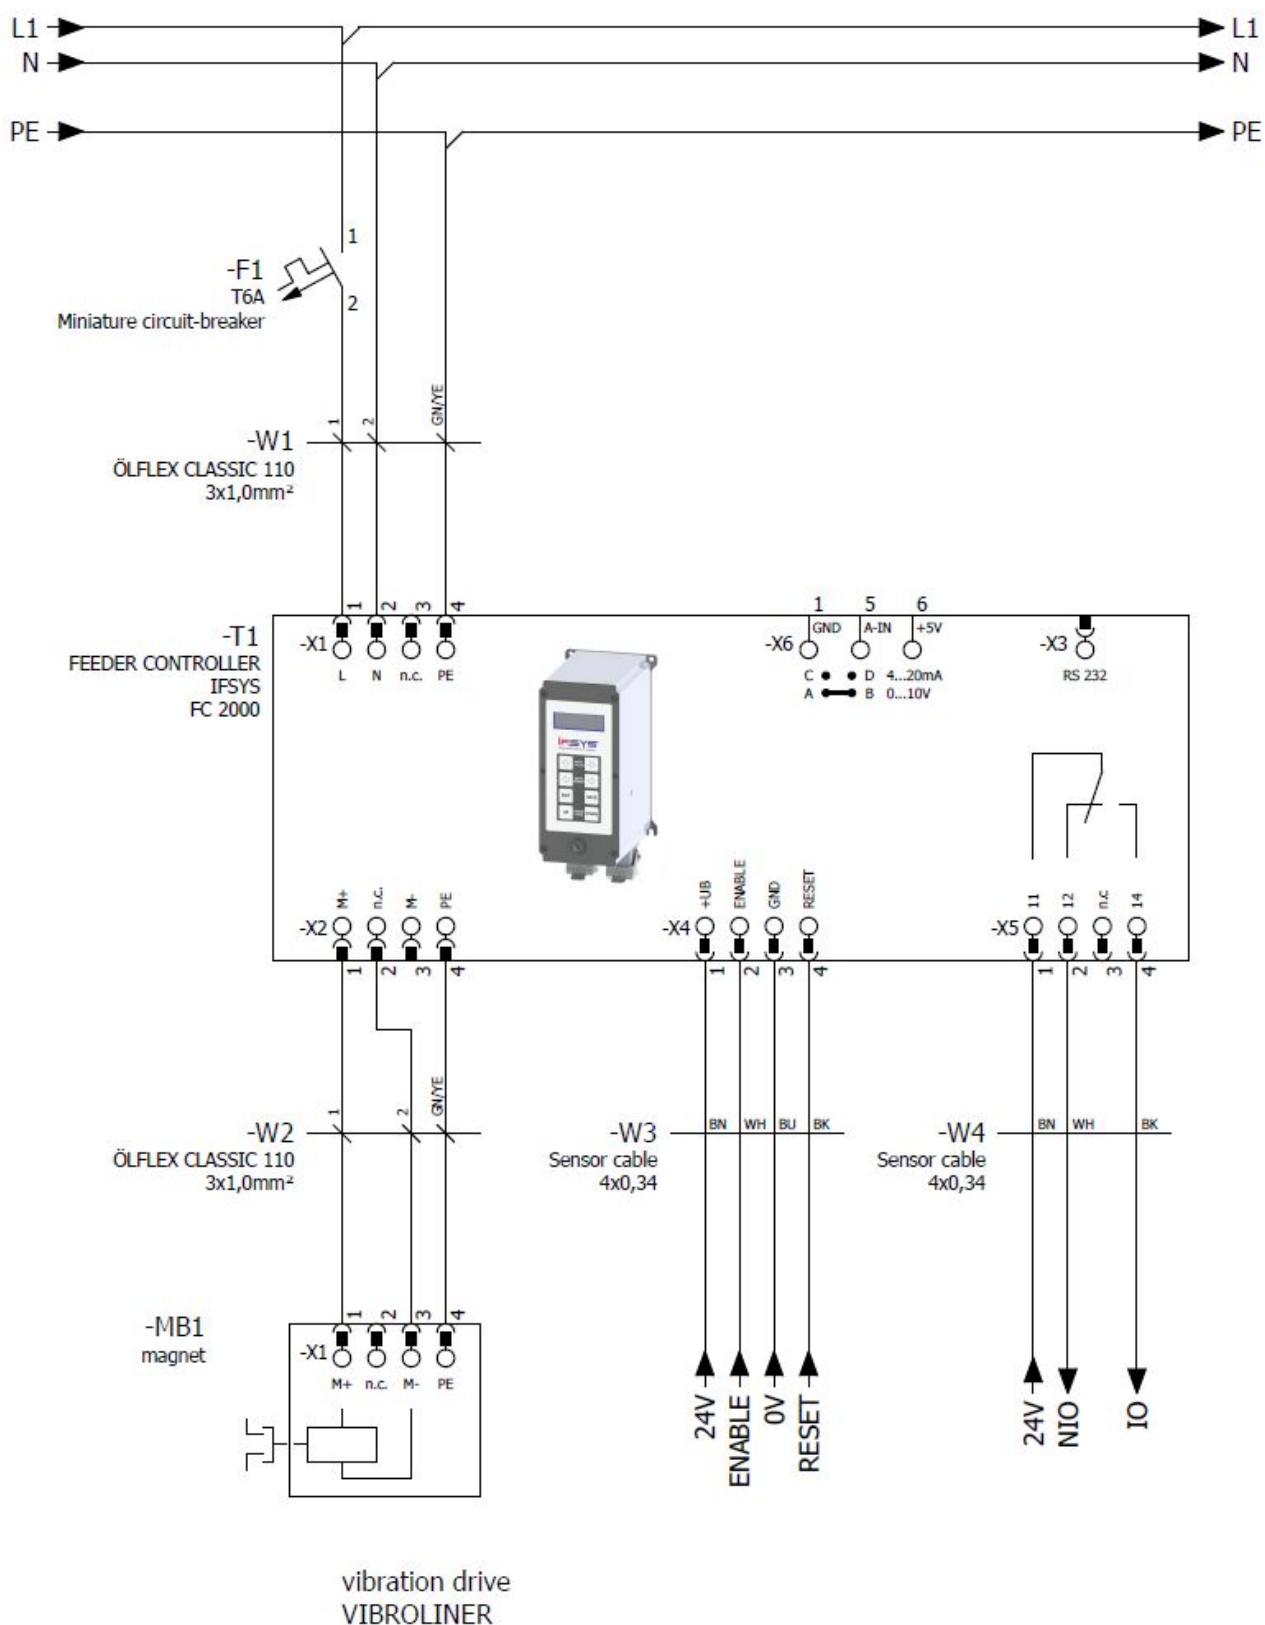 L1
L1
N
N
PE
PE
1
-F1
T6A
2
Miniature circuit-breaker
1
2
GN/YE
-W1
ÖLFLEX CLASSIC 110
3x1,0mm²
1
2
3
4
1
5
6
-T1
FEEDER CONTROLLER
IFSYS
FC 2000
-X1
L
N
n.c.
PE
GND
A-IN
+5V
-X6
C
D
4...20mA
A
B
0...10V
-X3
RS 232
IFSYS
M+
n.c.
M-
PE
-X2
+UB
ENABLE
GND
RESET
-X4
11
12
n.c
14
-X5
1
2
3
4
1
2
3
4
1
2
3
4
1
2
GN/YE
-W2
ÖLFLEX CLASSIC 110
3x1,0mm²
BN
WH
BU
BK
-W3
Sensor cable
4x0,34
BN
WH
BK
-W4
Sensor cable
4x0,34
1
2
3
4
-MB1
magnet
-X1
M+
n.c.
M-
PE
24V
ENABLE
0V
RESET
24V
NIO
IO
vibration drive
VIBROLINER